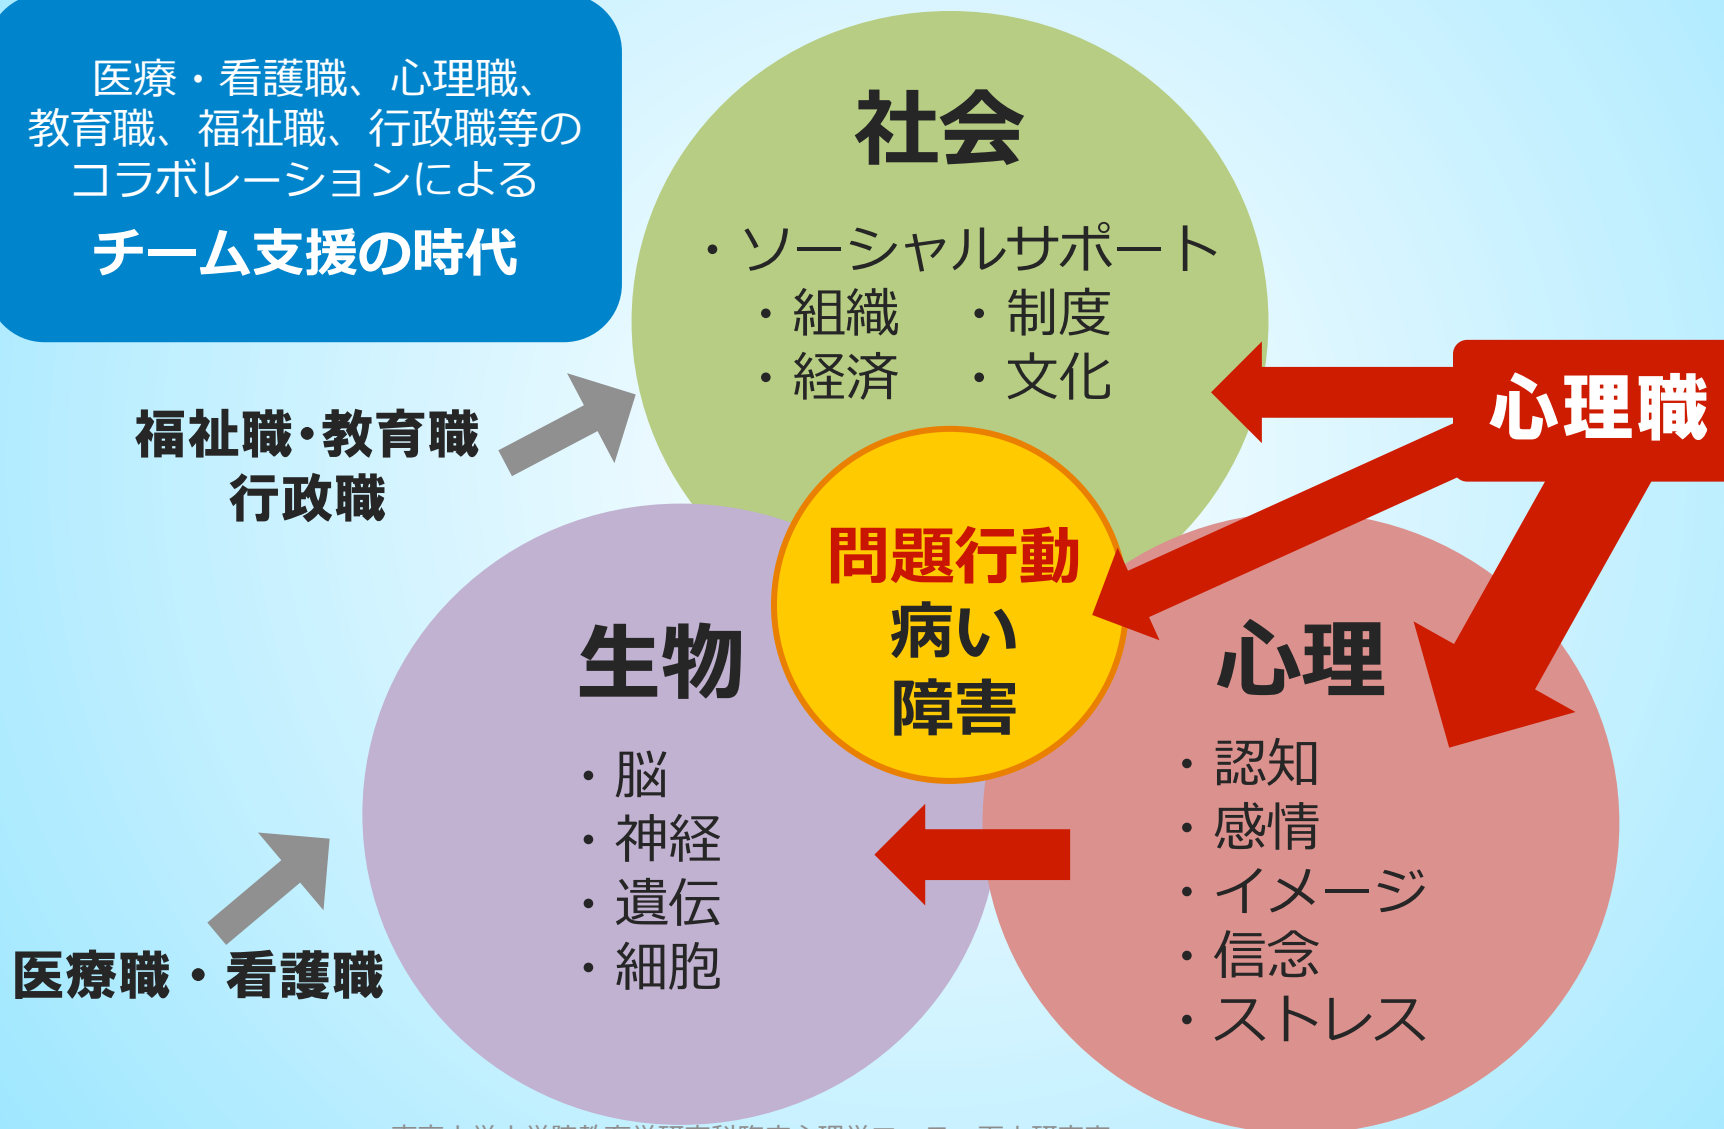 医療・看護職、心理職、
教育職、福祉職、行政職等の
コラボレーションによる
チーム支援の時代
社会
・ソーシャルサポート
・組織 ・制度
・経済 ・文化
心理職
福祉職・教育職
行政職
問題行動
病い
障害
生物
・脳
・神経
・遺伝
・細胞
心理
・認知
・感情
・イメージ
・信念
・ストレス
医療職・看護職